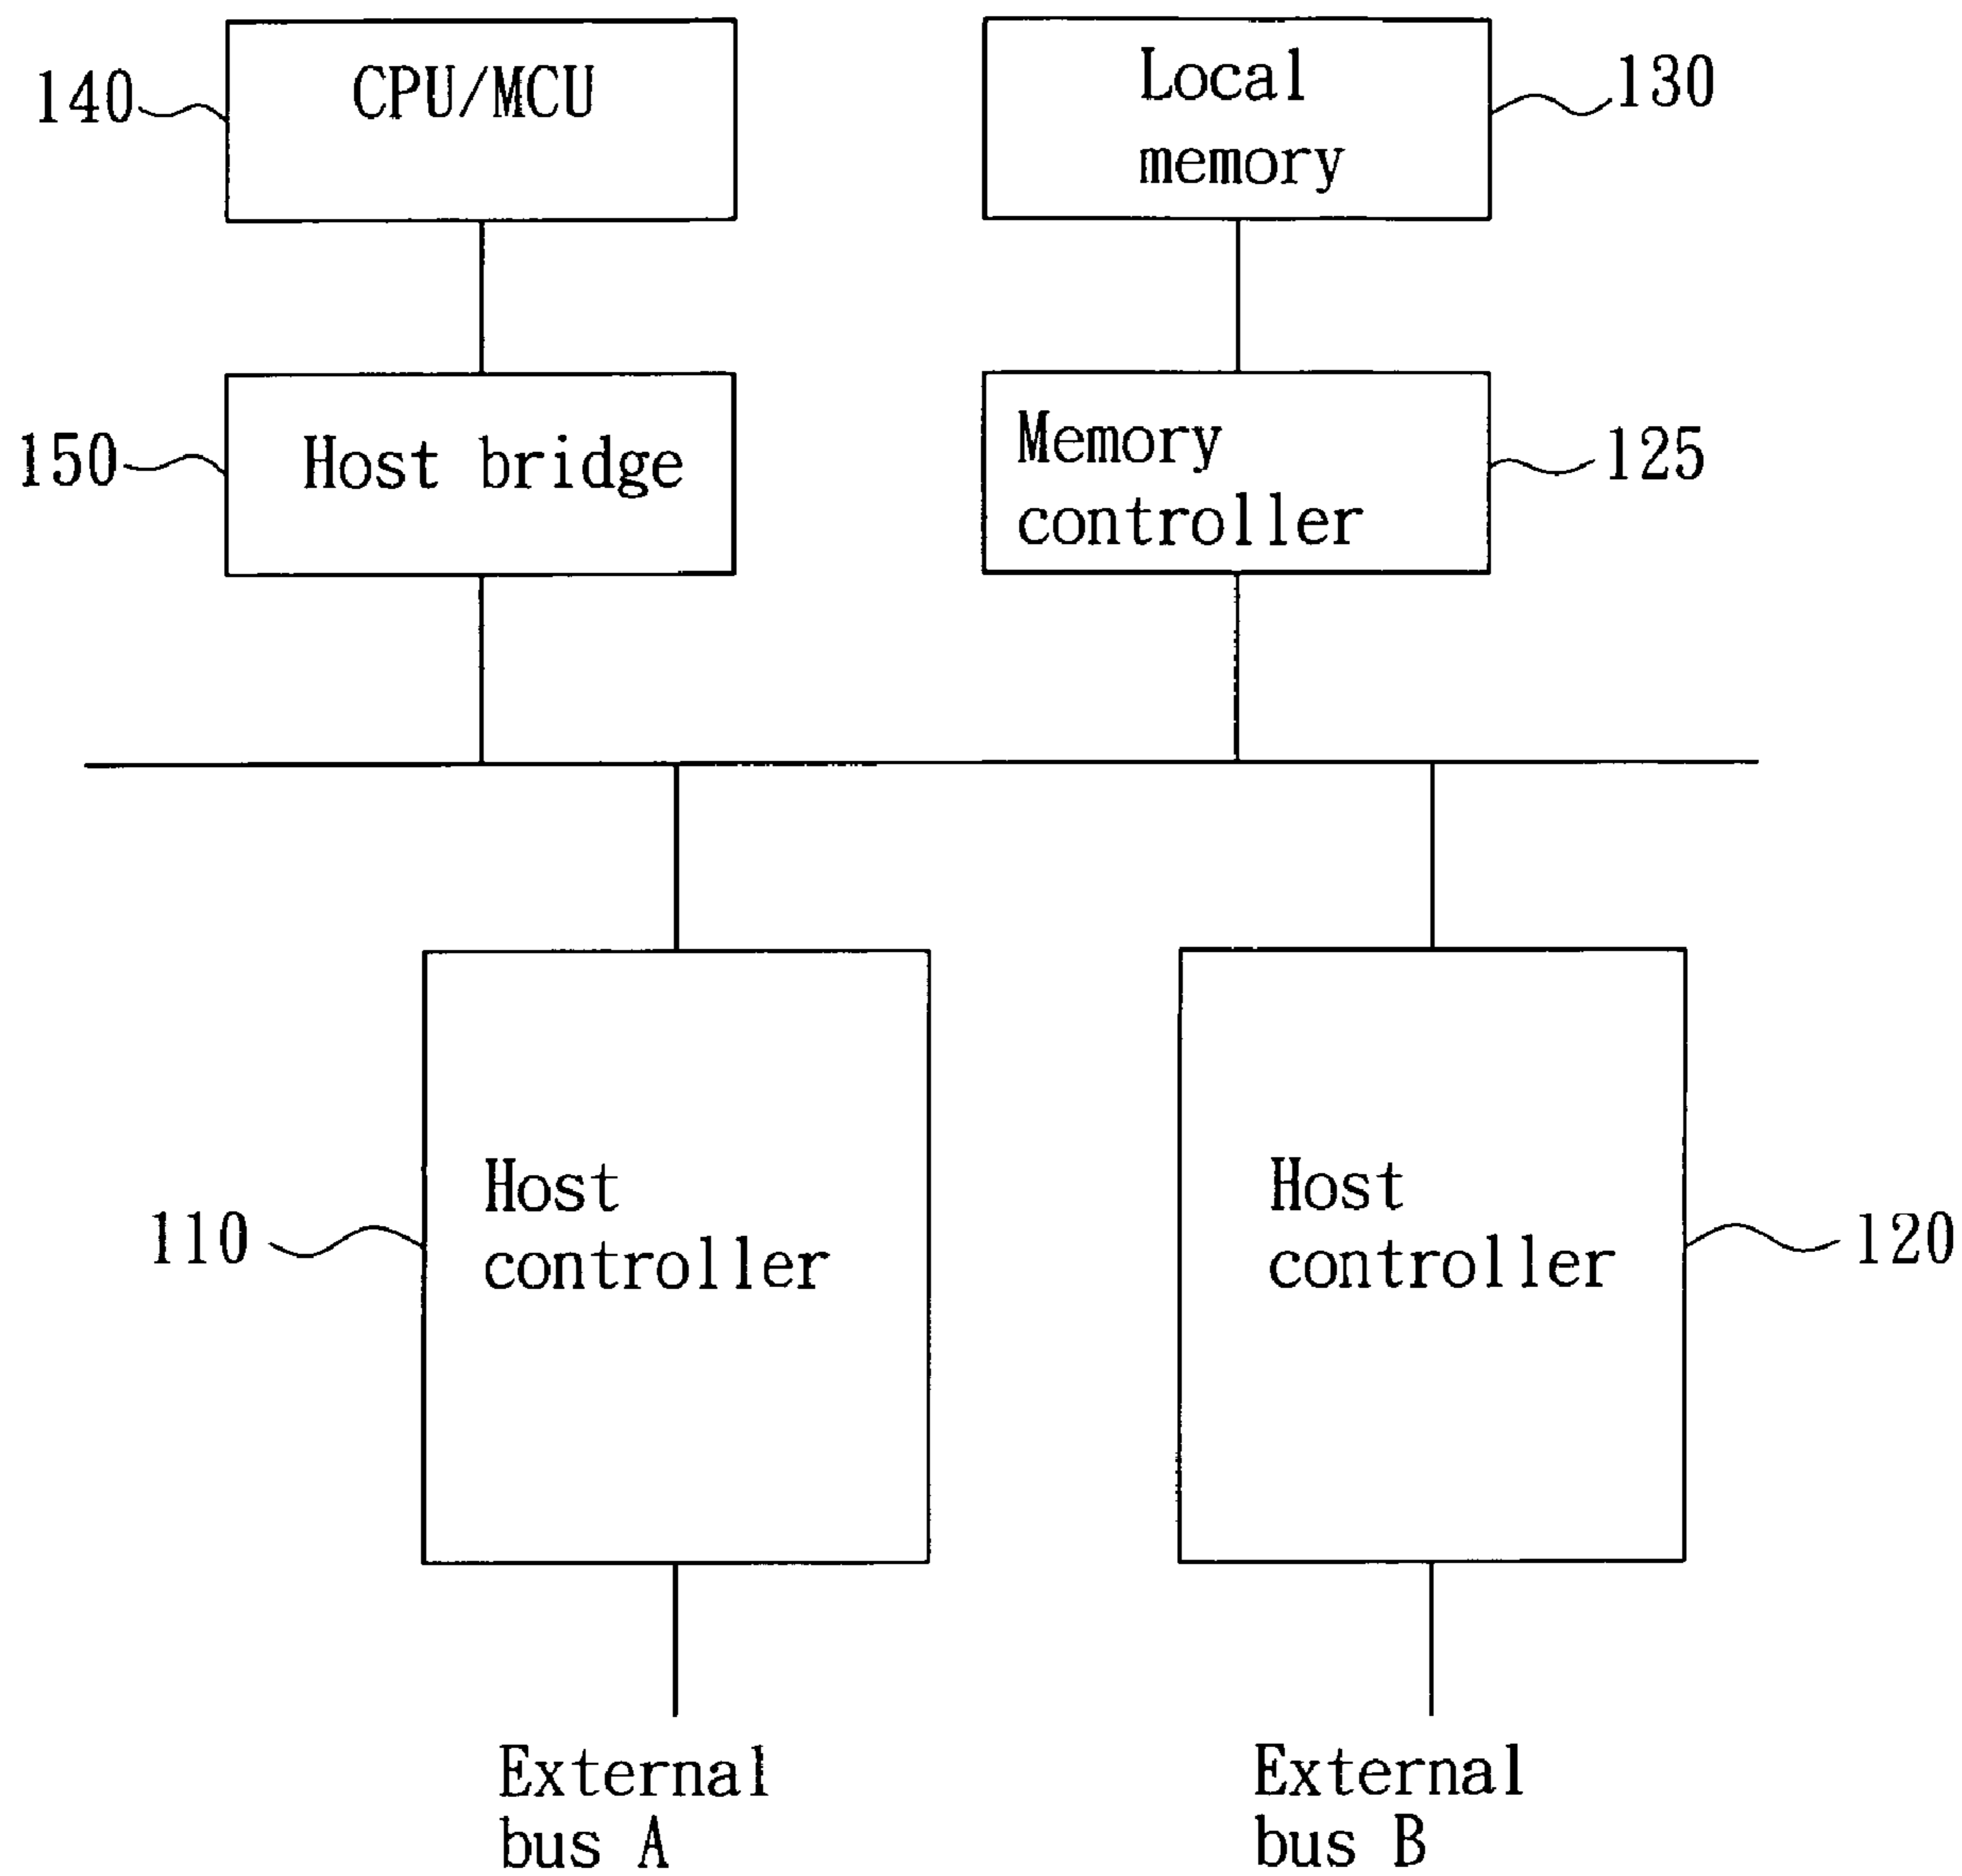 140
CPU/MCU
Local
memory
130
150
Host bridge
Memory
controller
125
110
Host
controller
Host
controller
120
External
bus A
External
bus B